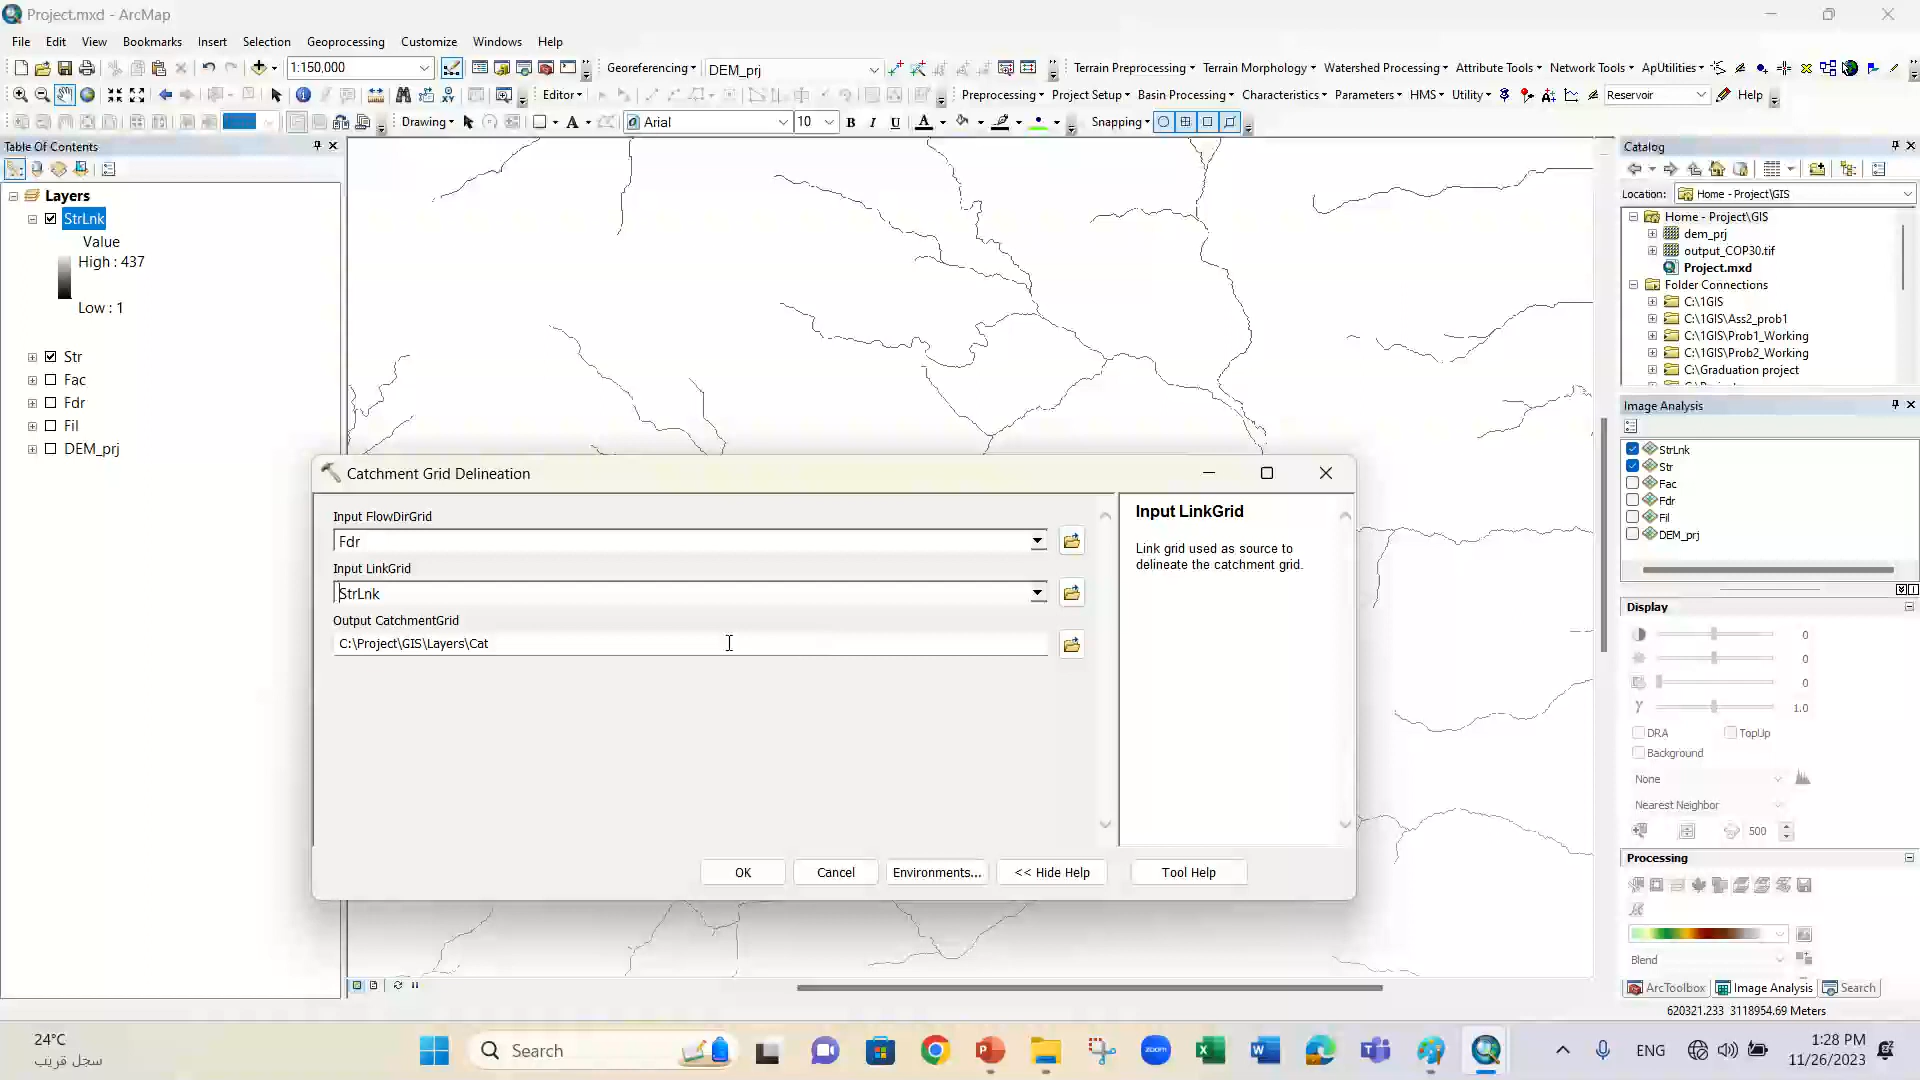 Project.mxd - ArcMap
File Edit View Bookmarks Insert Selection Geoprocessing Customize Windows Help
1:150,000 Georeferencing DEM_prj Terrain Preprocessing Terrain Morphology Watershed Processing Attribute Tools Network Tools ApUtilities
Editor Preprocessing Project Setup Basin Processing Characteristics Parameters HMS Utility Reservoir Help
Drawing Arial 10 B I U A Snapping
Table Of Contents
Layers
StrLnk
Value
High : 437
Low : 1
Str
Fac
Fdr
Fil
DEM_prj
Catchment Grid Delineation
Input FlowDirGrid
Fdr
Input LinkGrid
StrLnk
Output CatchmentGrid
C:\Project\GIS\Layers\Cat
Input LinkGrid
Link grid used as source to
delineate the catchment grid.
OK Cancel Environments... << Hide Help Tool Help
Catalog
Location: Home - Project\GIS
Home - Project\GIS
dem_prj
output_COP30.tif
Project.mxd
Folder Connections
C:\1GIS
C:\1GIS\Ass2_prob1
C:\1GIS\Prob1_Working
C:\1GIS\Prob2_Working
C:\Graduation project
Image Analysis
StrLnk
Str
Fac
Fdr
Fil
DEM_prj
Display
0
0
0
1.0
DRA TopUp
Background
None
Nearest Neighbor
500
Processing
Blend
ArcToolbox Image Analysis Search
620321.233 3118954.69 Meters
24°C
سجل قريب
Search
zoom
ENG
1:28 PM
11/26/2023